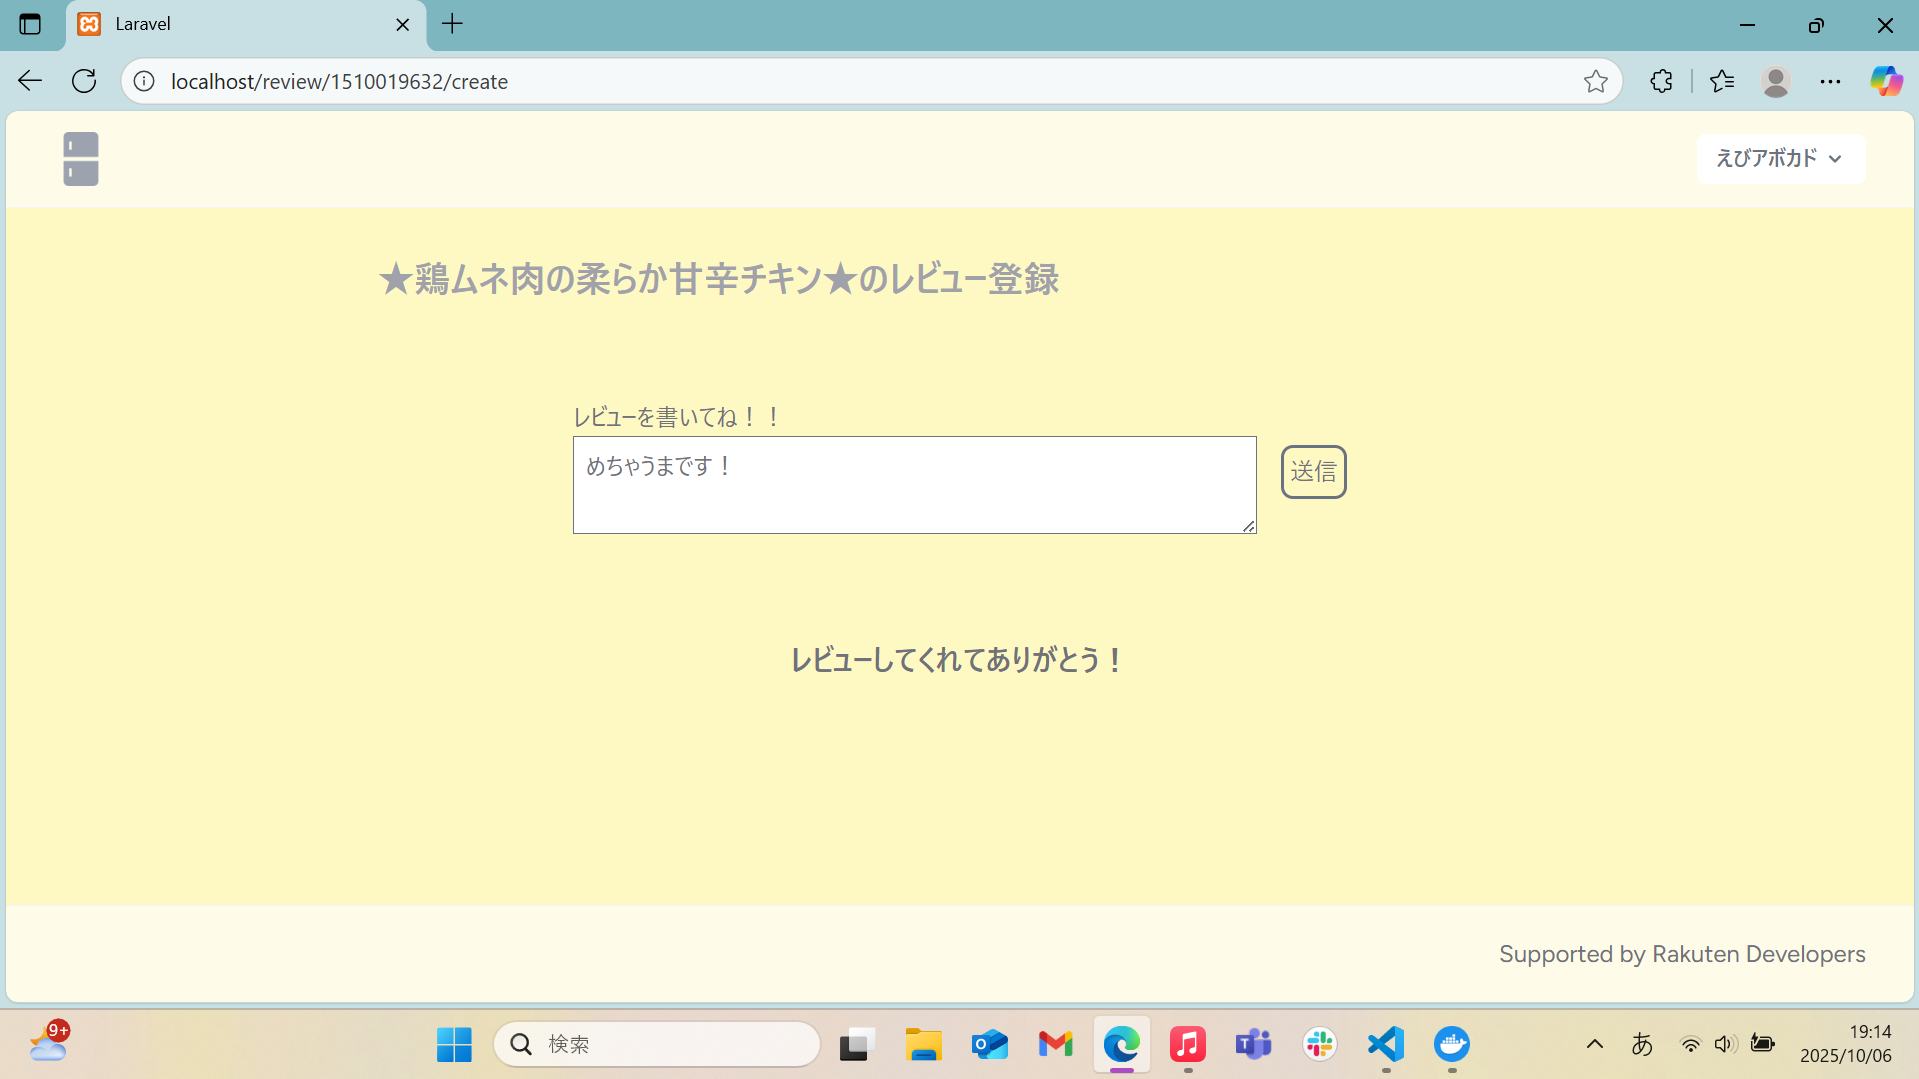 Laravel
localhost/review/1510019632/create
えびアボカド
★鶏ムネ肉の柔らか甘辛チキン★のレビュー登録
レビューを書いてね！！
めちゃうまです！
送信
レビューしてくれてありがとう！
Supported by Rakuten Developers
9+
検索
あ
19:14
2025/10/06